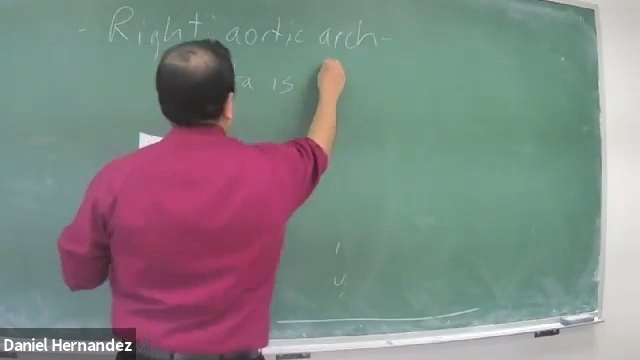 - Right aortic arch -
is
Daniel Hernandez